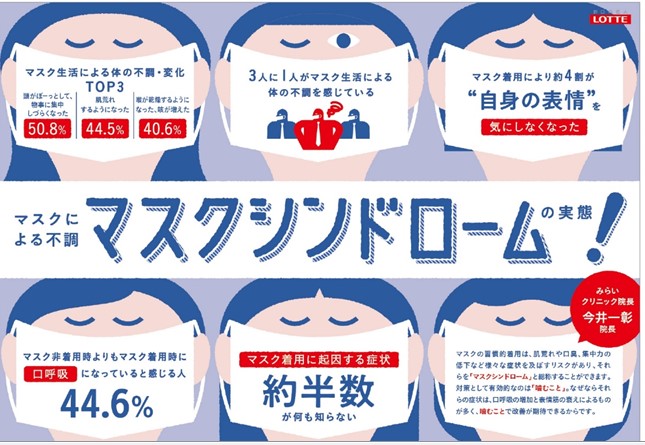 LOTTE
マスク生活による体の不調・変化
TOP3
頭がぼーっとして、
物事に集中
しづらくなった
50.8%
肌荒れ
するようになった
44.5%
喉が乾燥するように
なった、咳が増えた
40.6%
3人に1人がマスク生活による
体の不調を感じている
マスク着用により約4割が
“自身の表情”を
気にしなくなった
マスクに
よる不調
マスクシンドローム
の実態
!
マスク非着用時よりもマスク着用時に
口呼吸になっていると感じる人
44.6%
マスク着用に起因する症状
約半数
が何も知らない
みらい
クリニック院長
今井一彰
院長
マスクの習慣的着用は、肌荒れや口臭、集中力の
低下など様々な症状を及ぼすリスクがあり、それ
らを「マスクシンドローム」と総称することができます。
対策として有効的なのは「噛むこと」。なぜならそれ
らの症状は、口呼吸の増加と表情筋の衰えによるもの
が多く、噛むことで改善が期待できるからです。